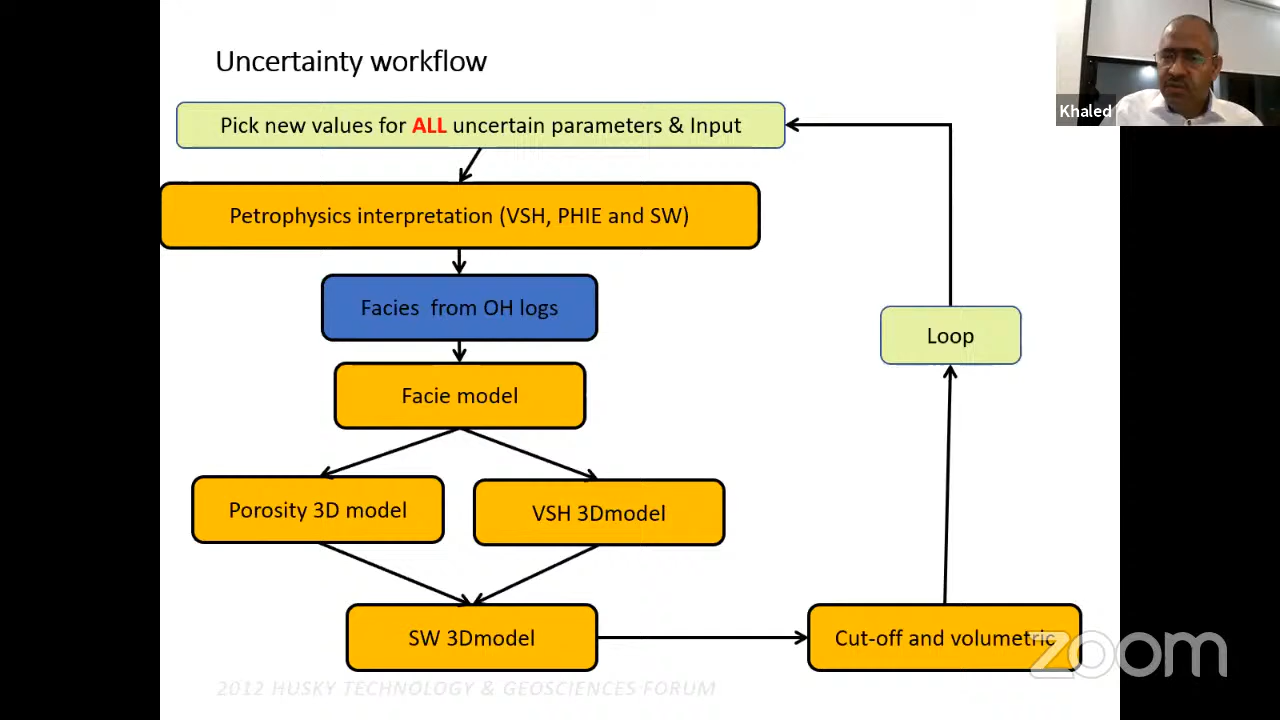 Uncertainty workflow
Khaled
Pick new values for ALL uncertain parameters & Input
Petrophysics interpretation (VSH, PHIE and SW)
Facies from OH logs
Loop
Facie model
Porosity 3D model
VSH 3Dmodel
SW 3Dmodel
Cut-off and volumetric
zoom
2012 HUSKY TECHNOLOGY & GEOSCIENCES FORUM